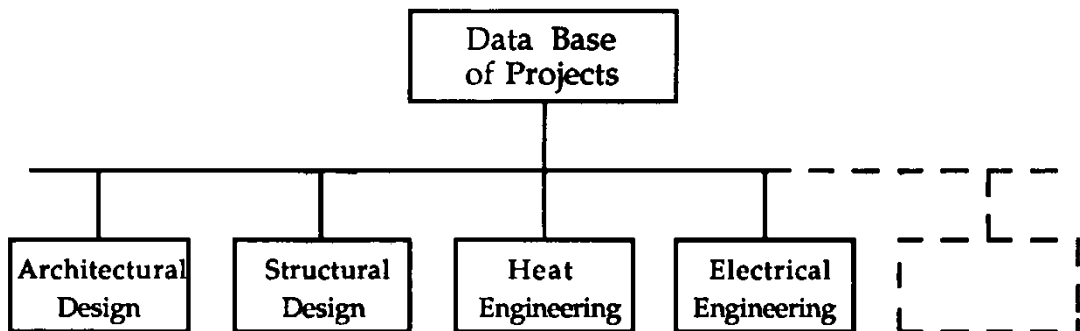 Data Base
of Projects
Architectural
Design
Structural
Design
Heat
Engineering
Electrical
Engineering